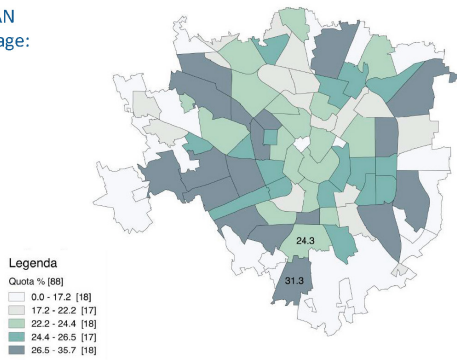 AN
age:
24.3
31.3
Legenda
Quota % [88]
0.0 - 17.2 [18]
17.2 - 22.2 [17]
22.2 - 24.4 [18]
24.4 - 26.5 [17]
26.5 - 35.7 [18]